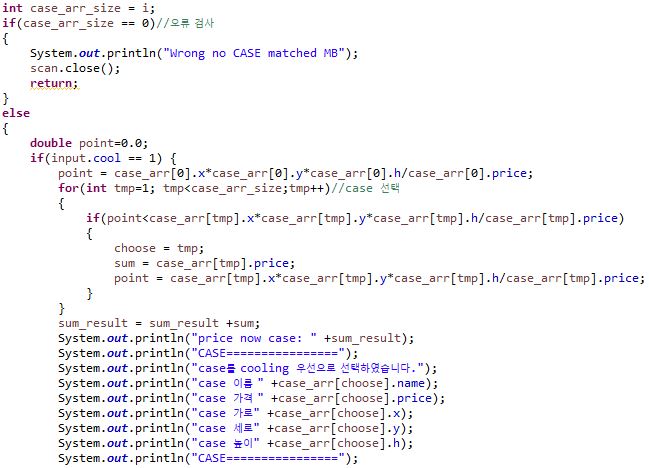 int case_arr_size = i;
if(case_arr_size == 0)//오류 검사
{
System.out.println("Wrong no CASE matched MB");
scan.close();
return;
}
else
{
double point=0.0;
if(input.cool == 1) {
point = case_arr[0].x*case_arr[0].y*case_arr[0].h/case_arr[0].price;
for(int tmp=1; tmp<case_arr_size;tmp++)//case 선택
{
if(point<case_arr[tmp].x*case_arr[tmp].y*case_arr[tmp].h/case_arr[tmp].price)
{
choose = tmp;
sum = case_arr[tmp].price;
point = case_arr[tmp].x*case_arr[tmp].y*case_arr[tmp].h/case_arr[tmp].price;
}
}
sum_result = sum_result +sum;
System.out.println("price now case: " +sum_result);
System.out.println("CASE================");
System.out.println("case를 cooling 우선으로 선택하였습니다.");
System.out.println("case 이름 " +case_arr[choose].name);
System.out.println("case 가격 " +case_arr[choose].price);
System.out.println("case 가로" +case_arr[choose].x);
System.out.println("case 세로" +case_arr[choose].y);
System.out.println("case 높이" +case_arr[choose].h);
System.out.println("CASE================");